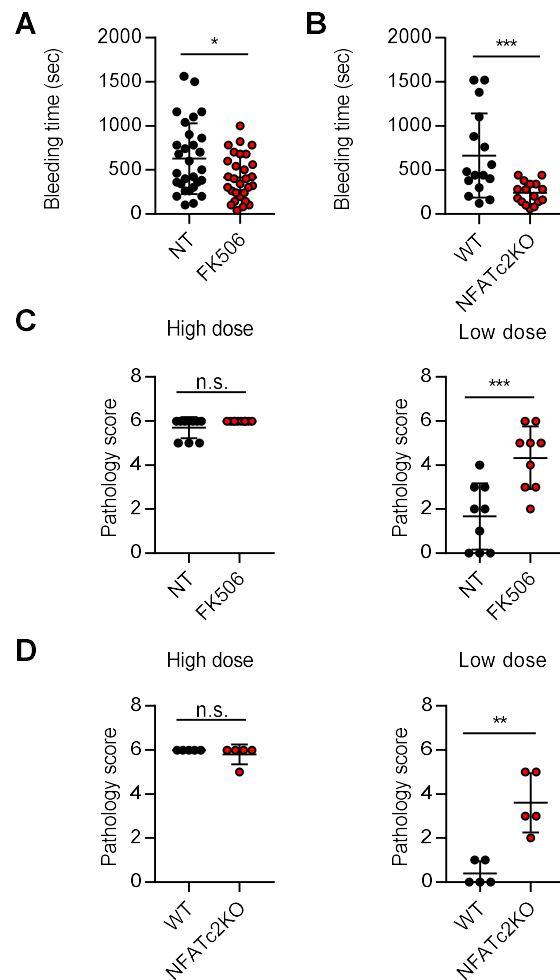 A
B
Bleeding time (sec)
2000
1500
1000
500
0
*
NT
FK506
Bleeding time (sec)
2000
1500
1000
500
0
***
WT
NFATc2KO
C
High dose
Low dose
Pathology score
8
6
4
2
0
n.s.
NT
FK506
Pathology score
8
6
4
2
0
***
NT
FK506
D
High dose
Low dose
Pathology score
8
6
4
2
0
n.s.
WT
NFATc2KO
Pathology score
8
6
4
2
0
**
WT
NFATc2KO